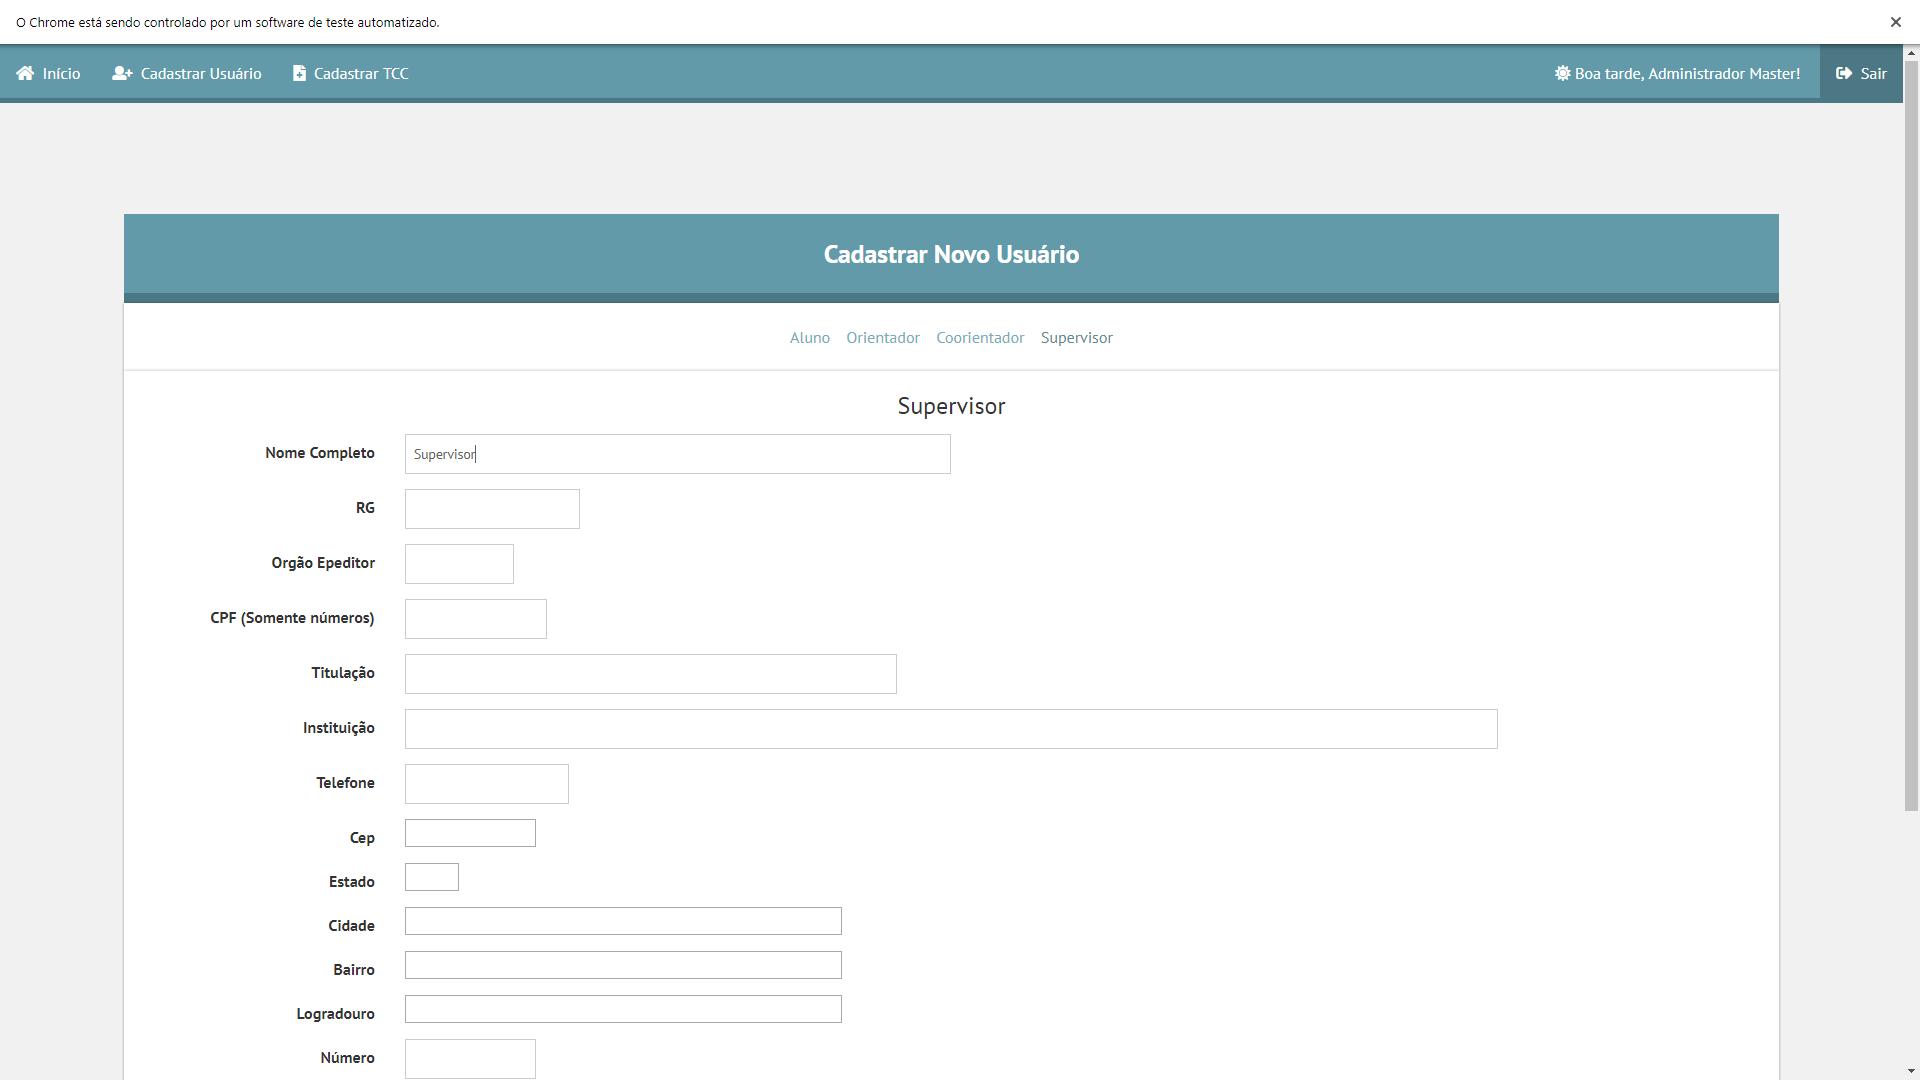 O Chrome está sendo controlado por um software de teste automatizado.
Início Cadastrar Usuário Cadastrar TCC Boa tarde, Administrador Master! Sair
Cadastrar Novo Usuário
Aluno Orientador Coorientador Supervisor
Supervisor
Nome Completo Supervisor
RG
Orgão Epeditor
CPF (Somente números)
Titulação
Instituição
Telefone
Cep
Estado
Cidade
Bairro
Logradouro
Número